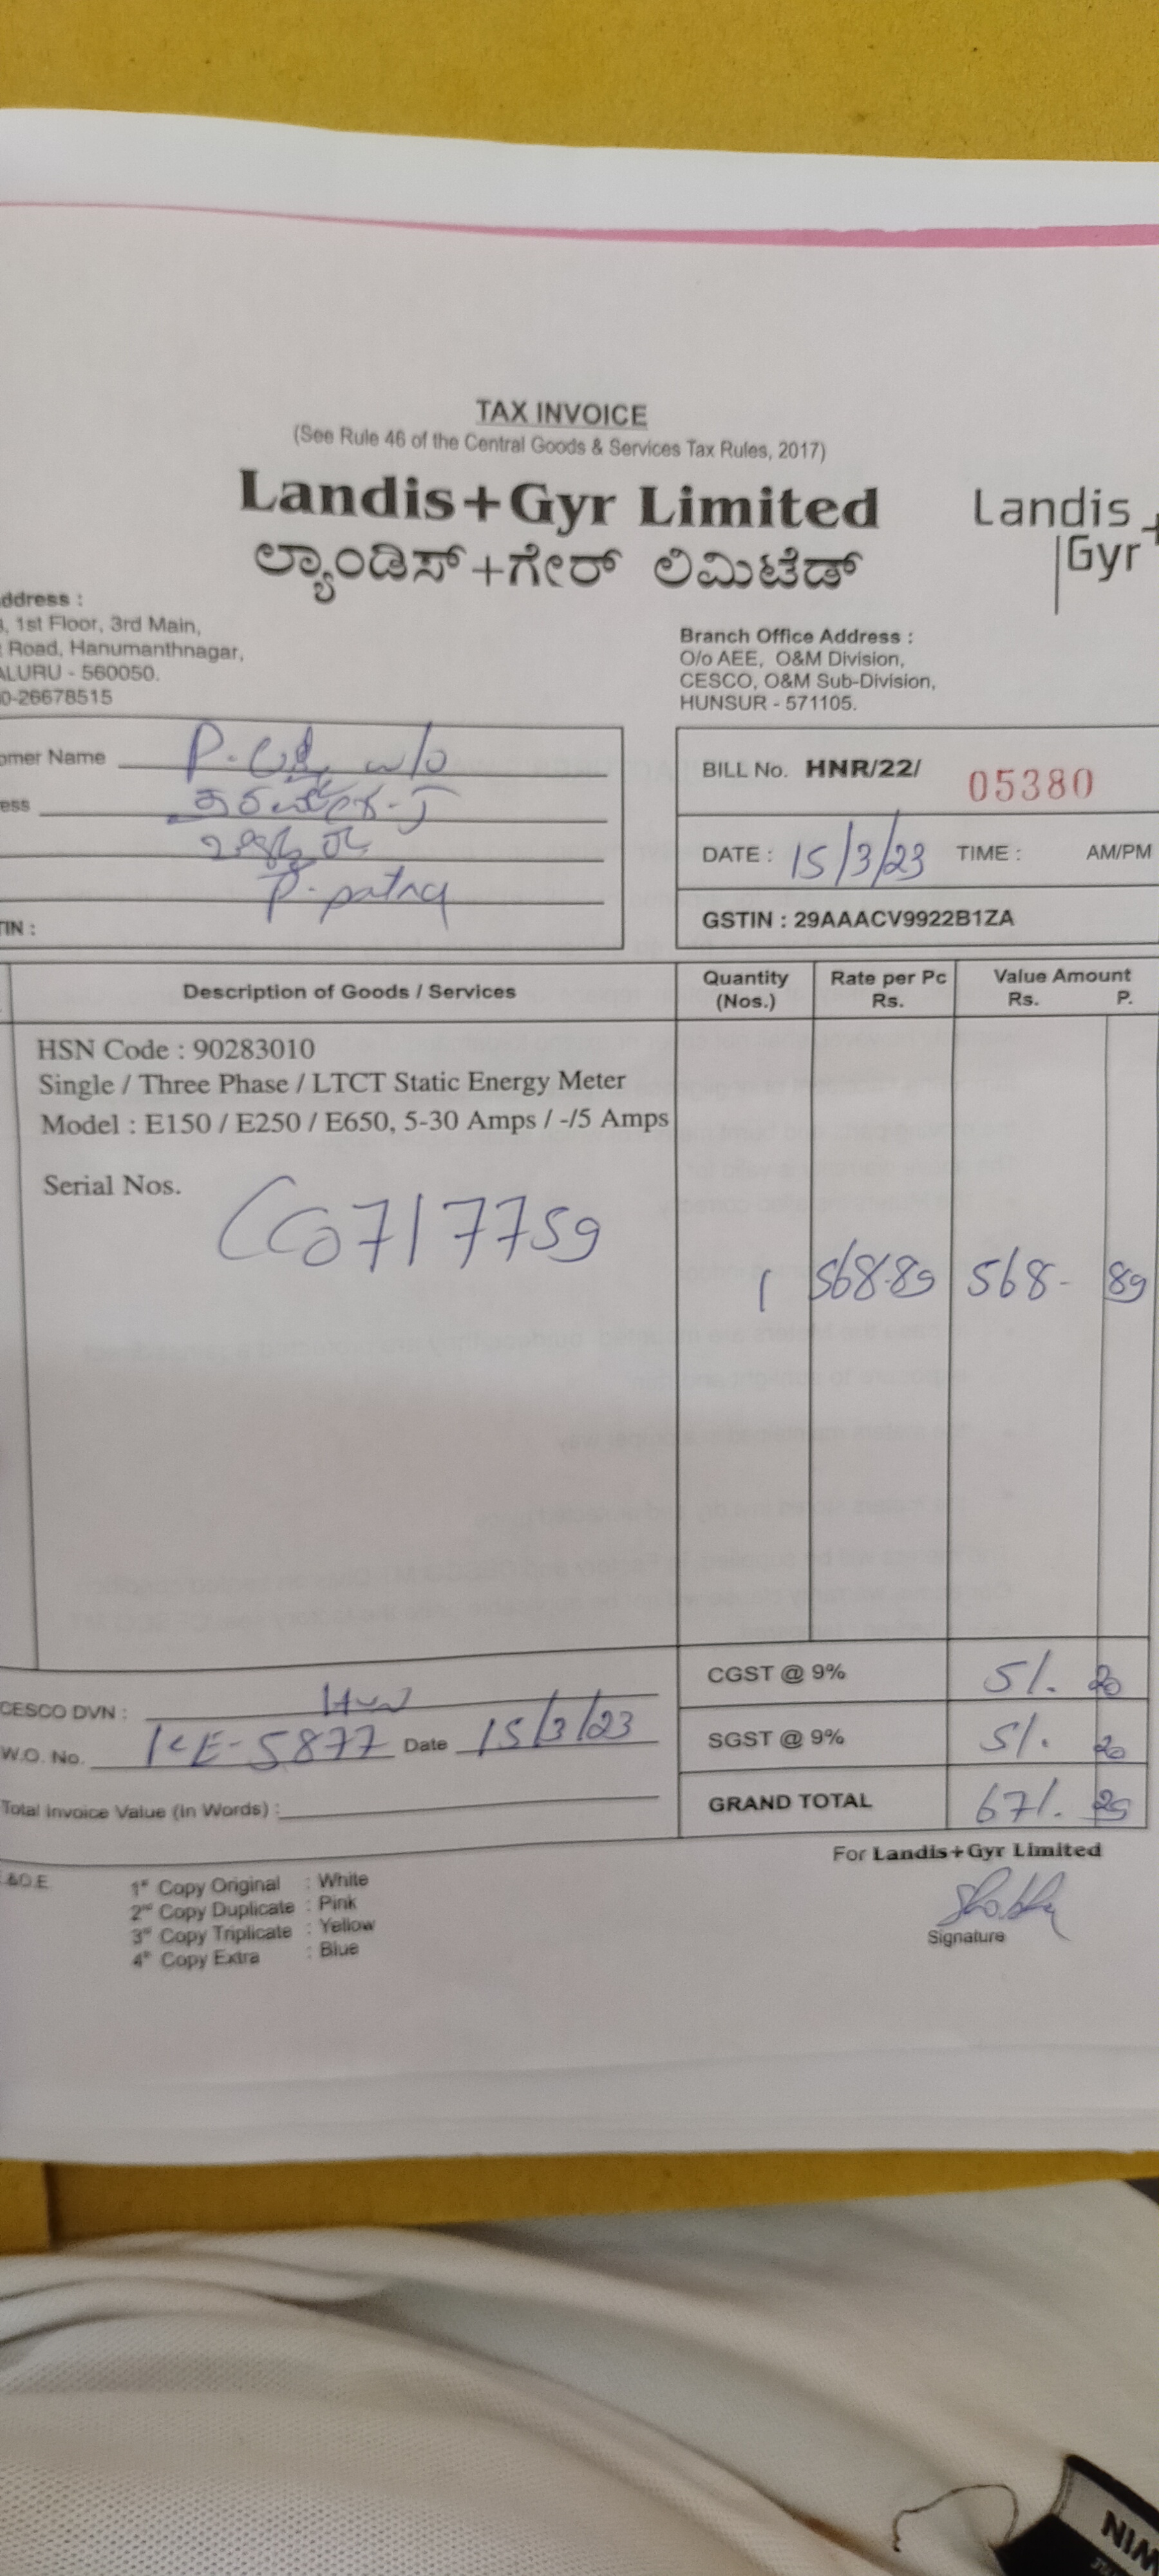 TAX INVOICE
(See Rule 46 of the Central Goods & Services Tax Rules, 2017)
Landis+Gyr Limited
ಲ್ಯಾಂಡಿಸ್+ಗೇರ್ ಲಿಮಿಟೆಡ್
Landis
Gyr+
ddress :
, 1st Floor, 3rd Main,
Road, Hanumanthnagar,
ALURU - 560050.
0-26678515
Branch Office Address :
O/o AEE, O&M Division,
CESCO, O&M Sub-Division,
HUNSUR - 571105.
omer Name P. w/o
ess
P. patna
TIN :
BILL No. HNR/22/ 05380
DATE : 15/3/23 TIME : AM/PM
GSTIN : 29AAACV9922B1ZA
Description of Goods / Services
Quantity (Nos.)
Rate per Pc Rs.
Value Amount Rs. P.
HSN Code : 90283010
Single / Three Phase / LTCT Static Energy Meter
Model : E150 / E250 / E650, 5-30 Amps / -/5 Amps
Serial Nos. CC0717759
1 568.89 568- 89
CGST @ 9% 51. 20
SGST @ 9% 51. 20
GRAND TOTAL 671. 29
CESCO DVN : Hun
W.O. No. KE-5877 Date 15/3/23
Total Invoice Value (In Words) :
For Landis+Gyr Limited
Signature
&O.E
1st Copy Original : White
2nd Copy Duplicate : Pink
3rd Copy Triplicate : Yellow
4th Copy Extra : Blue
NIN